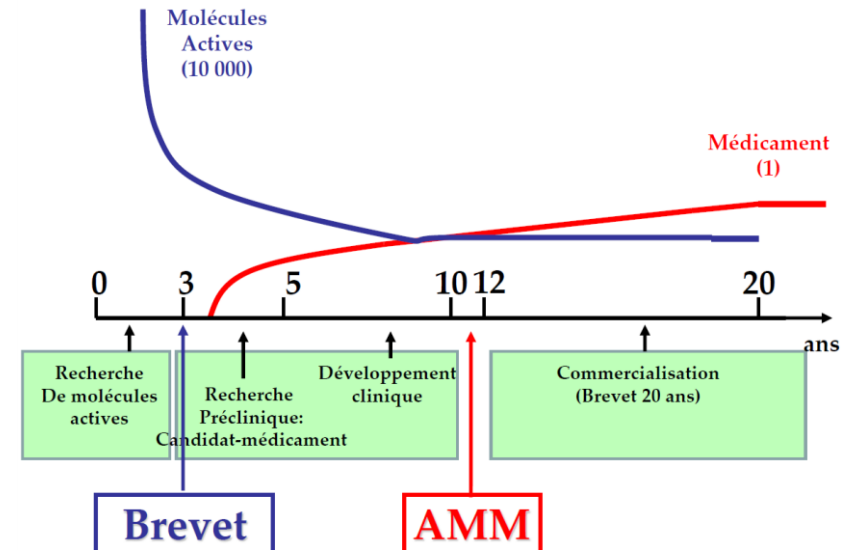 Molécules
Actives
(10 000)
Médicament
(1)
0 3 5 10 12 20
ans
Recherche
De molécules
actives
Recherche
Préclinique:
Candidat-médicament
Développement
clinique
Commercialisation
(Brevet 20 ans)
Brevet
AMM